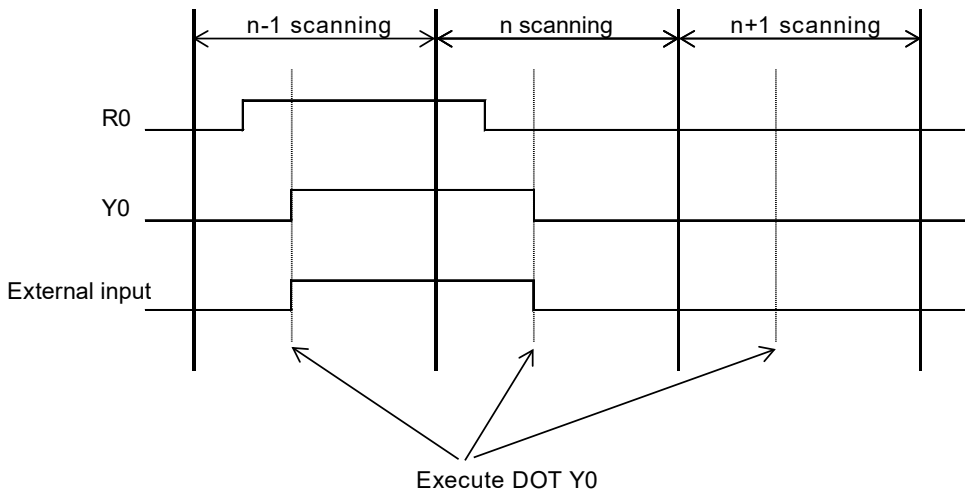 n-1 scanning
n scanning
n+1 scanning
R0
Y0
External input
Execute DOT Y0